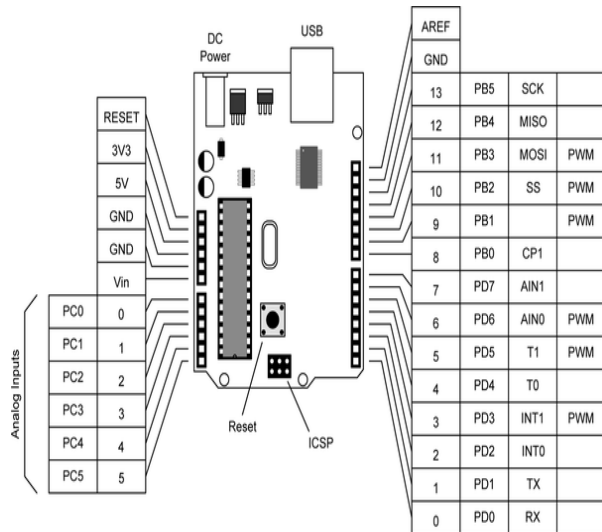 DC
Power
USB
RESET
3V3
5V
GND
GND
Vin
PC0 0
PC1 1
PC2 2
PC3 3
PC4 4
PC5 5
Analog Inputs
Reset
ICSP
AREF
GND
13 PB5 SCK
12 PB4 MISO
11 PB3 MOSI PWM
10 PB2 SS PWM
9 PB1 PWM
8 PB0 CP1
7 PD7 AIN1
6 PD6 AIN0 PWM
5 PD5 T1 PWM
4 PD4 T0
3 PD3 INT1 PWM
2 PD2 INT0
1 PD1 TX
0 PD0 RX